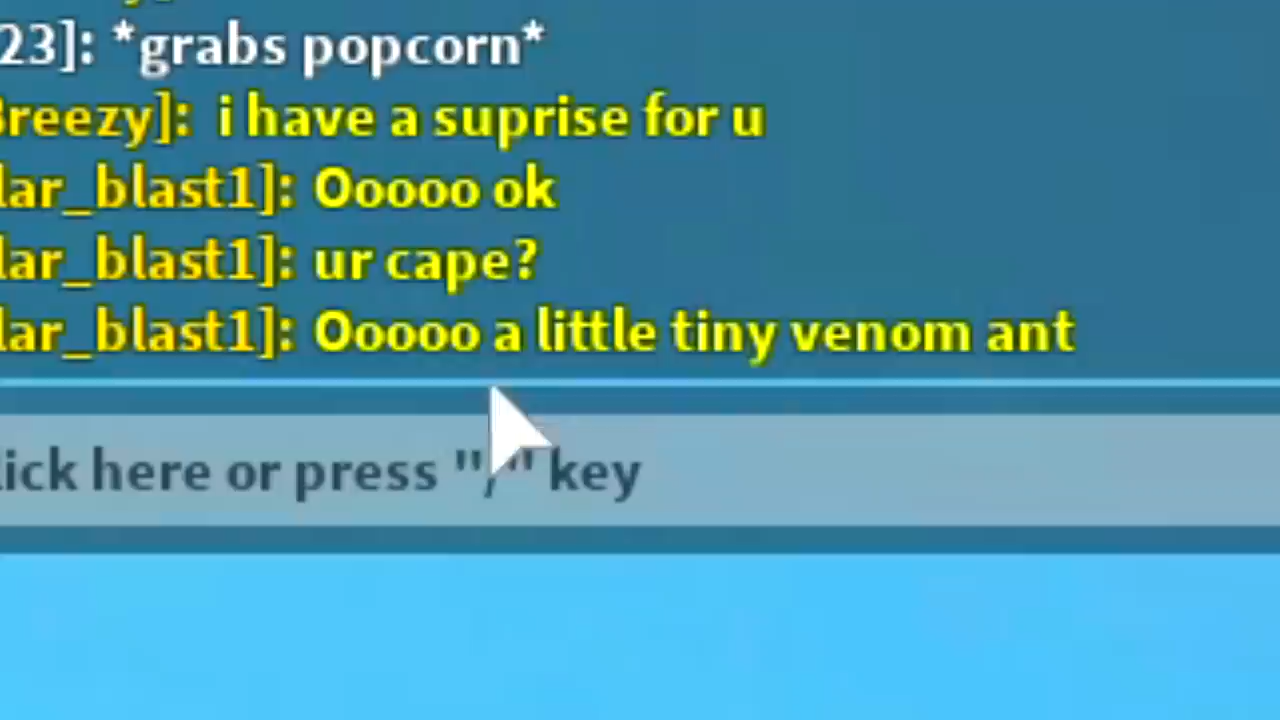 23]: *grabs popcorn*
Breezy]: i have a suprise for u
lar_blast1]: Ooooo ok
lar_blast1]: ur cape?
lar_blast1]: Ooooo a little tiny venom ant
lick here or press "/" key